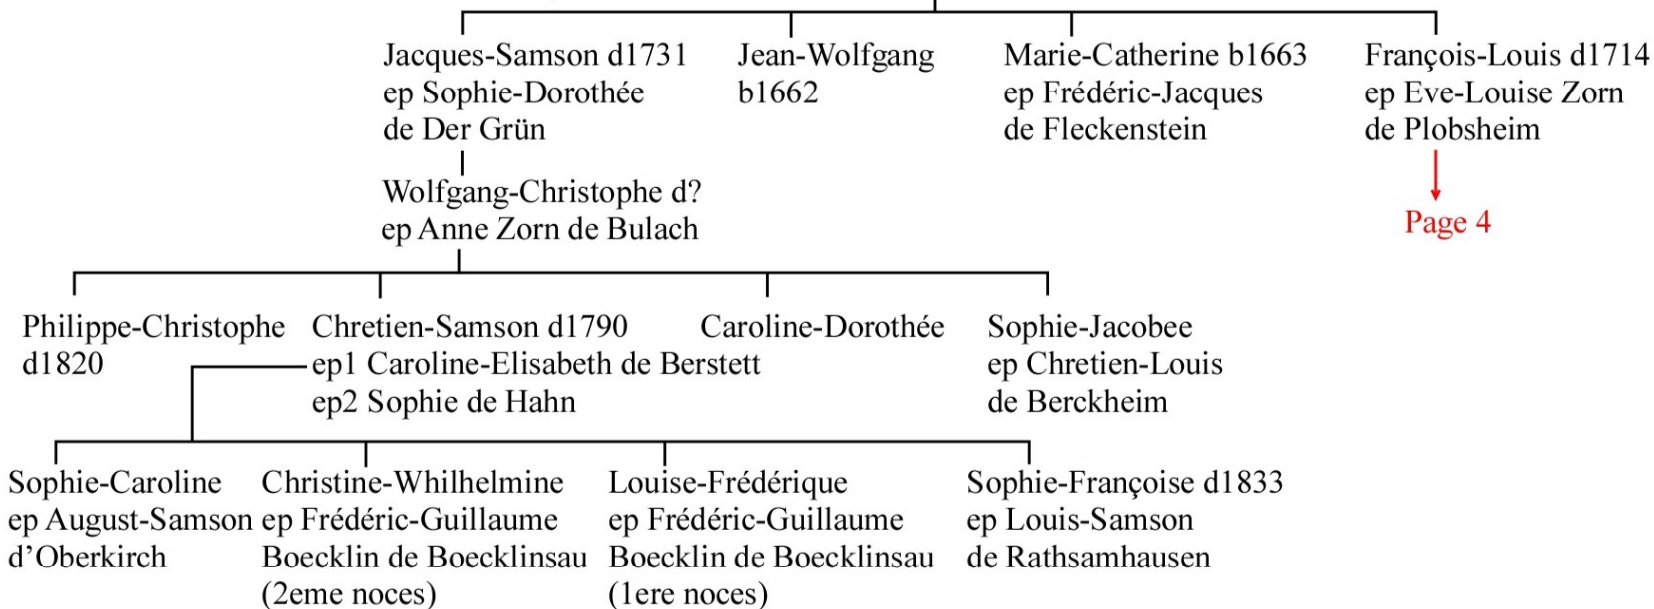 Jacques-Samson d1731
ep Sophie-Dorothée
de Der Grün
Jean-Wolfgang
b1662
Marie-Catherine b1663
ep Frédéric-Jacques
de Fleckenstein
François-Louis d1714
ep Eve-Louise Zorn
de Plobsheim
Page 4
Wolfgang-Christophe d?
ep Anne Zorn de Bulach
Philippe-Christophe
d1820
Chretien-Samson d1790
ep1 Caroline-Elisabeth de Berstett
ep2 Sophie de Hahn
Caroline-Dorothée
Sophie-Jacobee
ep Chretien-Louis
de Berckheim
Sophie-Caroline
ep August-Samson
d’Oberkirch
Christine-Whilhelmine
ep Frédéric-Guillaume
Boecklin de Boecklinsau
(2eme noces)
Louise-Frédérique
ep Frédéric-Guillaume
Boecklin de Boecklinsau
(1ere noces)
Sophie-Françoise d1833
ep Louis-Samson
de Rathsamhausen